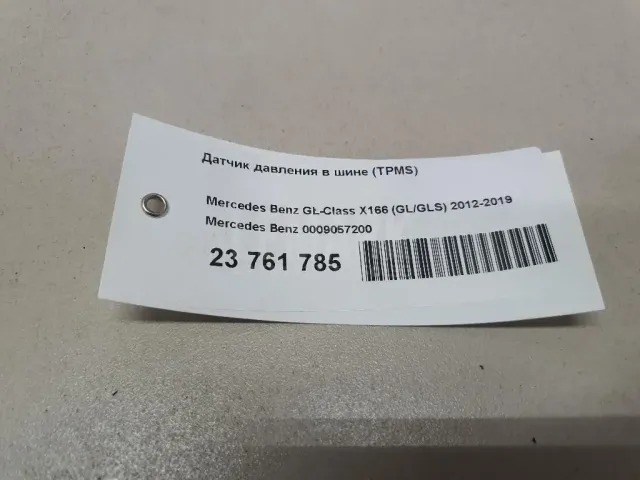 Датчик давления в шине (TPMS)
Mercedes Benz GL-Class X166 (GL/GLS) 2012-2019
Mercedes Benz 0009057200
23 761 785